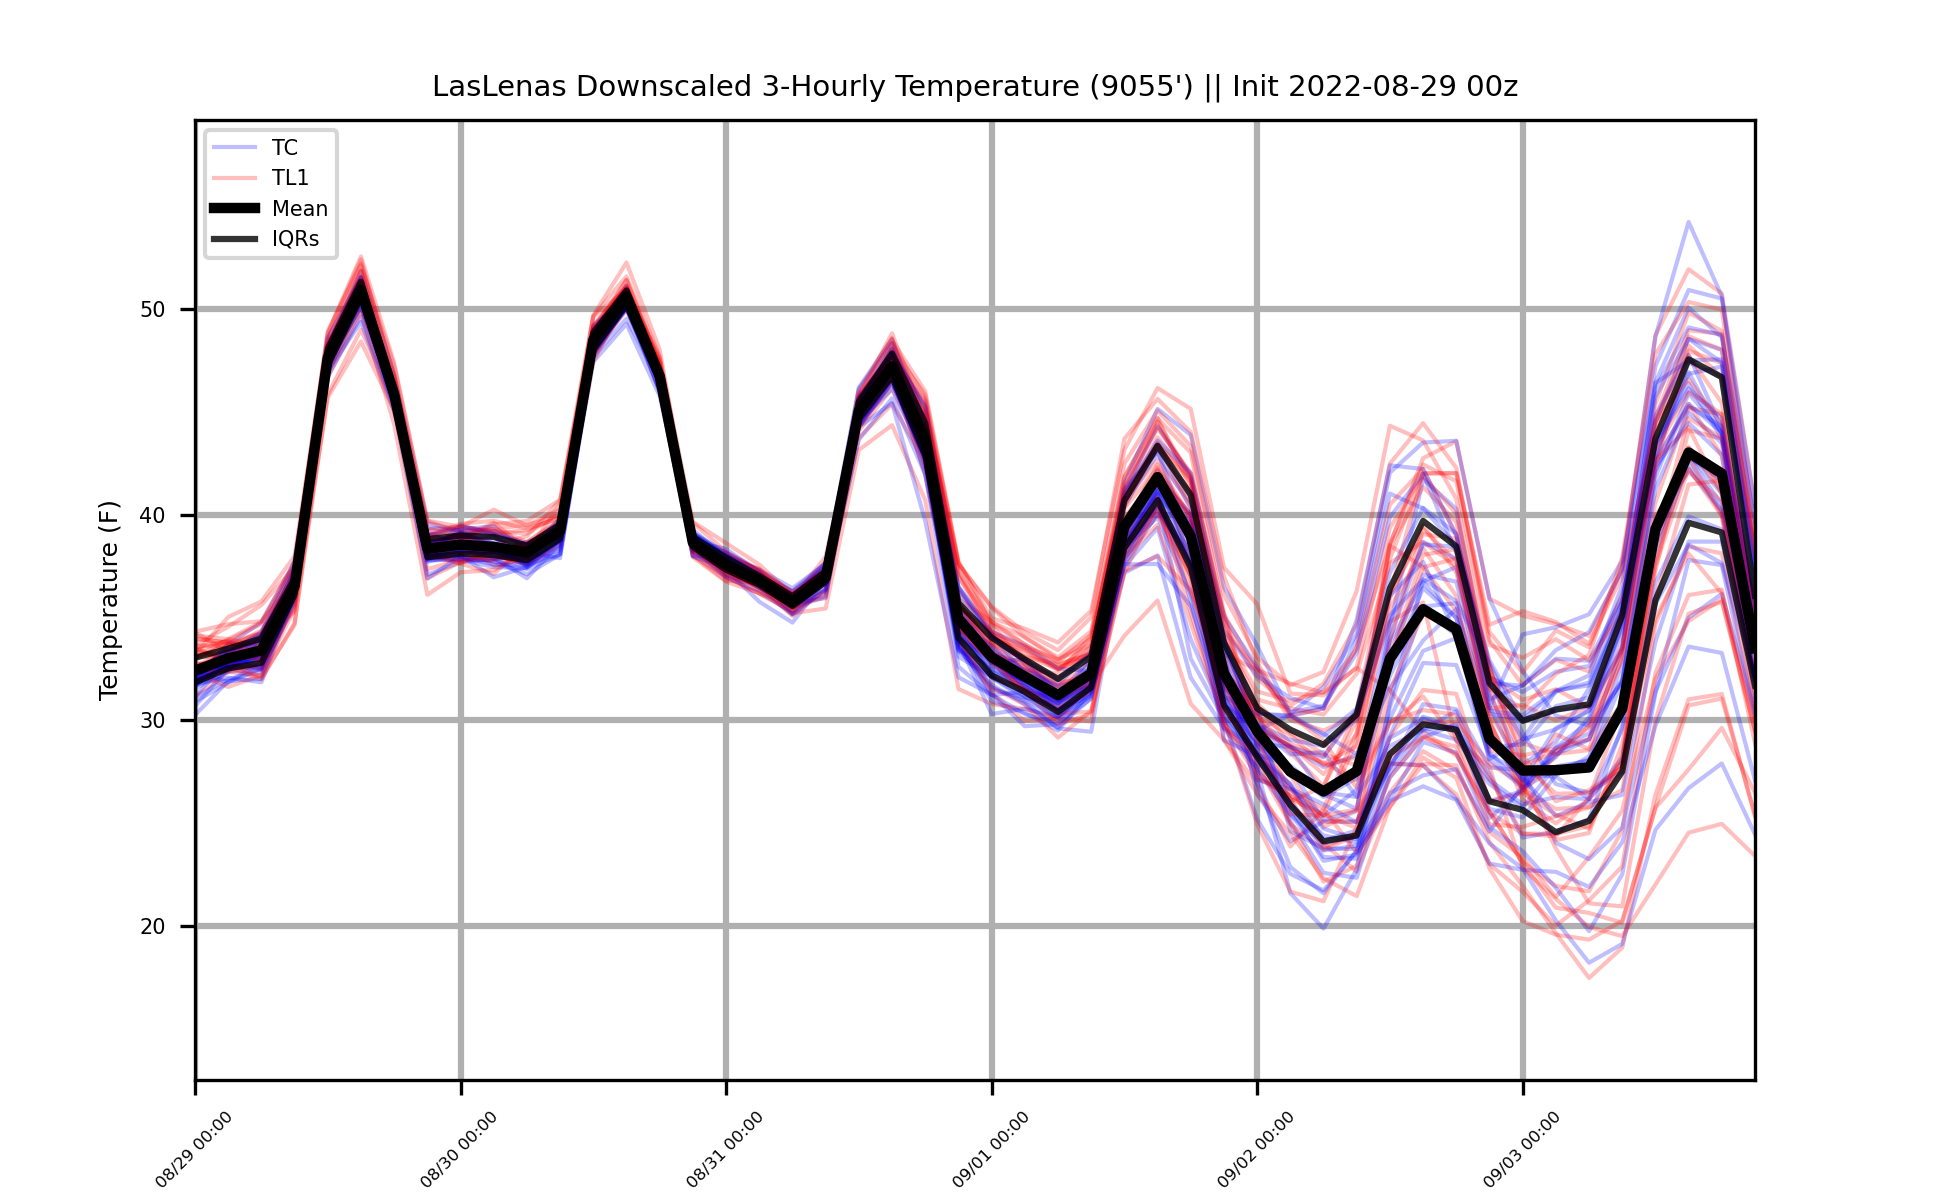 LasLenas Downscaled 3-Hourly Temperature (9055') || Init 2022-08-29 00z
TC
TL1
Mean
IQRs
Temperature (F)
50
40
30
20
08/29 00:00
08/30 00:00
08/31 00:00
09/01 00:00
09/02 00:00
09/03 00:00